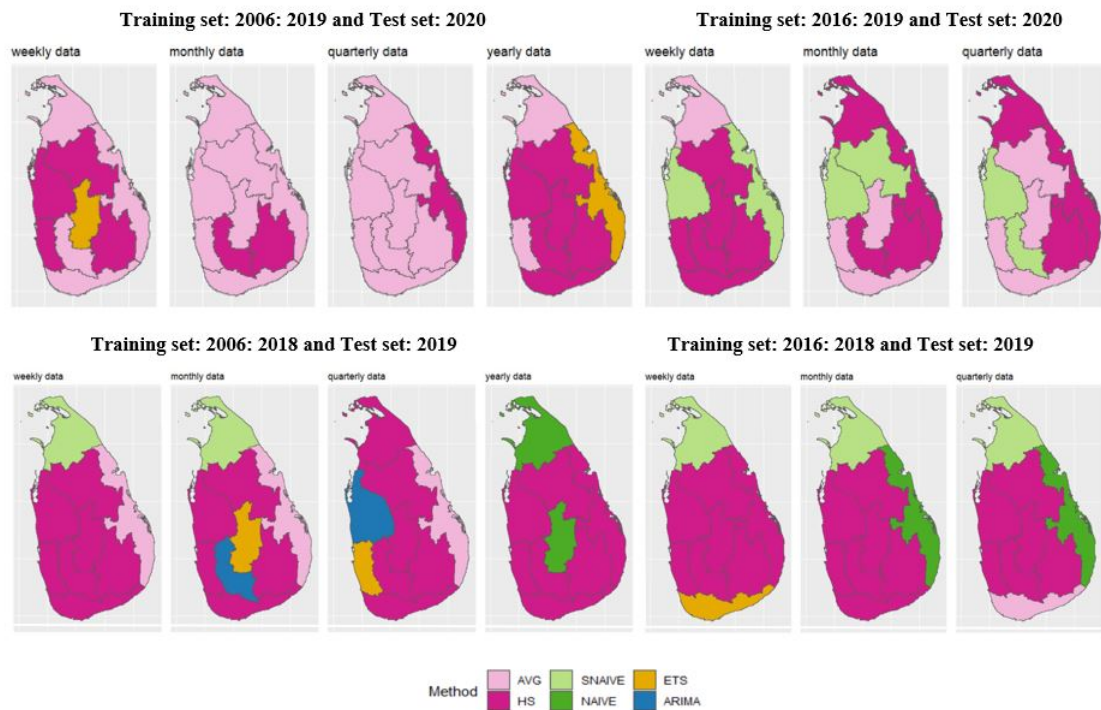 Training set: 2006: 2019 and Test set: 2020
Training set: 2016: 2019 and Test set: 2020
weekly data
monthly data
quarterly data
yearly data
weekly data
monthly data
quarterly data
Training set: 2006: 2018 and Test set: 2019
Training set: 2016: 2018 and Test set: 2019
weekly data
monthly data
quarterly data
yearly data
weekly data
monthly data
quarterly data
Method
AVG
SNAIVE
ETS
HS
NAIVE
ARIMA